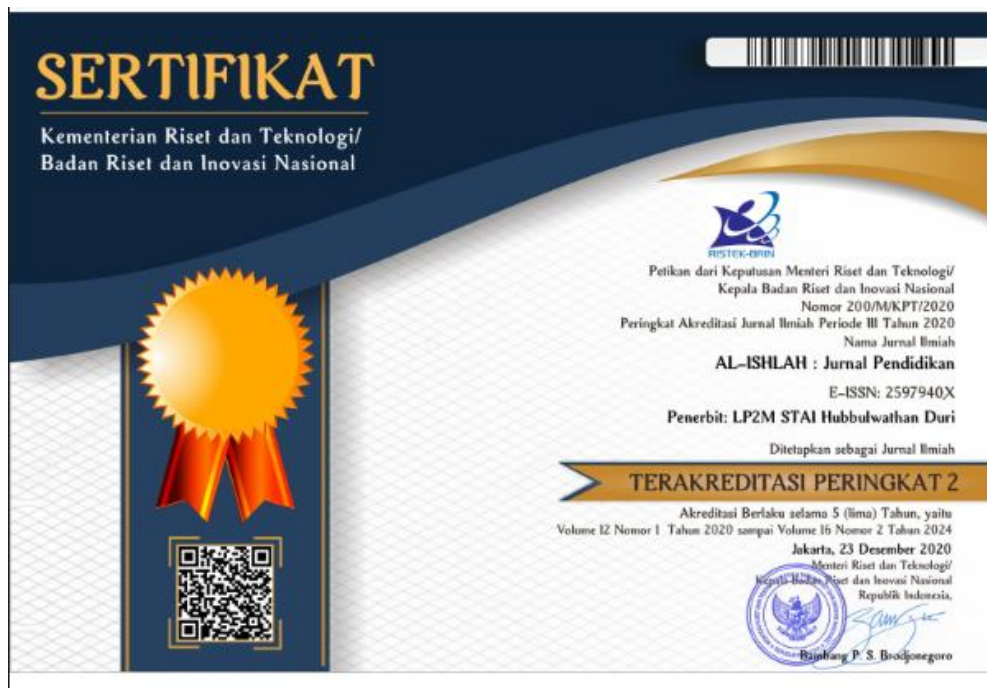 SERTIFIKAT
Kementerian Riset dan Teknologi/
Badan Riset dan Inovasi Nasional
RISTEK-BRIN
Petikan dari Keputusan Menteri Riset dan Teknologi/
Kepala Badan Riset dan Inovasi Nasional
Nomor 200/M/KPT/2020
Peringkat Akreditasi Jurnal Ilmiah Periode III Tahun 2020
Nama Jurnal Ilmiah
AL-ISHLAH : Jurnal Pendidikan
E-ISSN: 2597940,X
Penerbit: LP2M STAI Hubbulwathan Duri
Ditetapkan sebagai Jurnal Ilmiah
TERAKREDITASI PERINGKAT 2
Akreditasi Berlaku selama 5 (lima) Tahun, yaitu
Volume 12 Nomor 1 Tahun 2020 sampai Volume 16 Nomor 2 Tahun 2024
Jakarta, 23 Desember 2020
Menteri Riset dan Teknologi/
Kepala Badan Riset dan Inovasi Nasional
Republik Indonesia,
Bambang P. S. Brodjonegoro